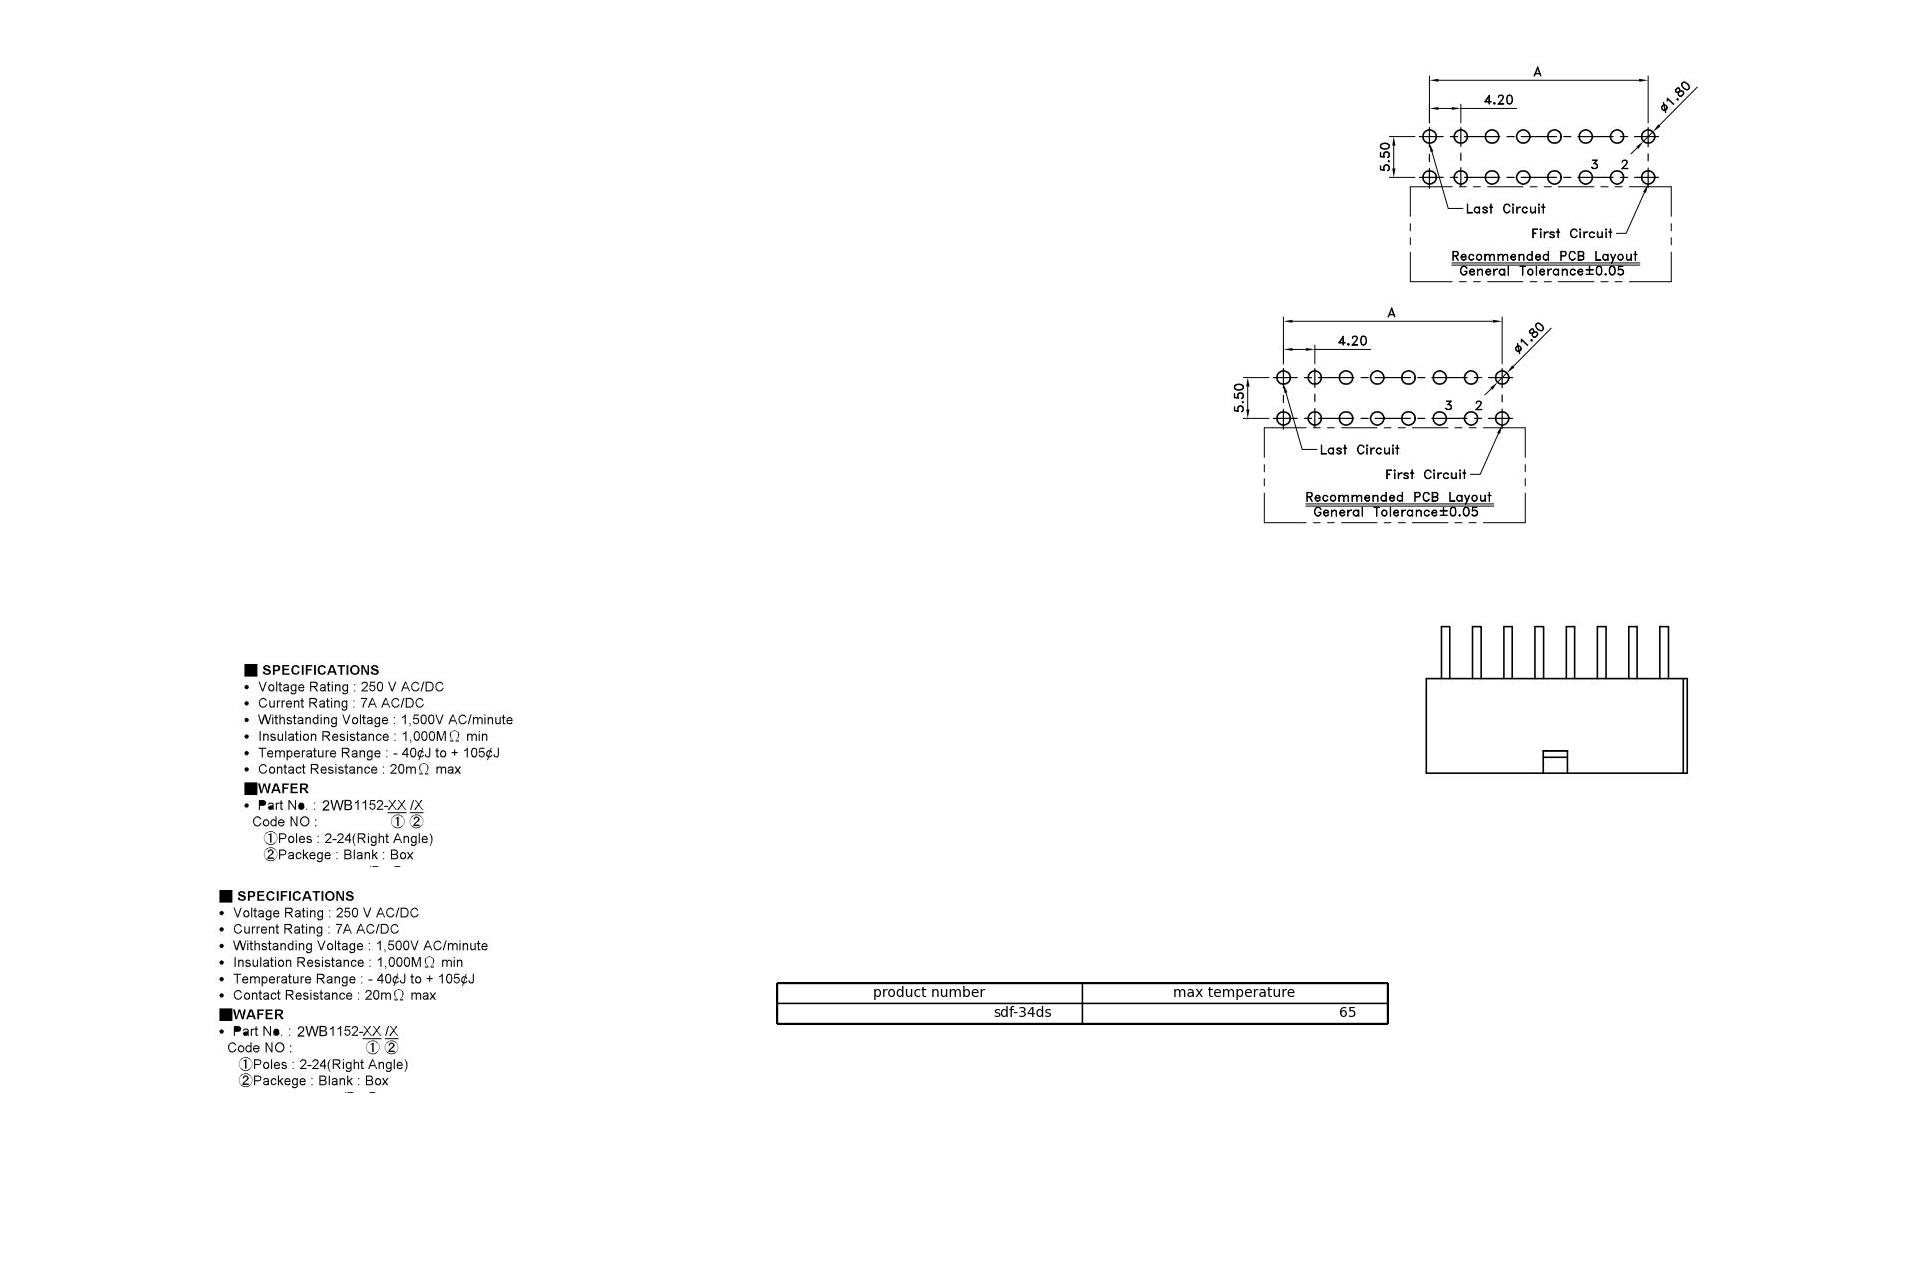 A
4.20
ø1.80
5.50
3 2
Last Circuit
First Circuit
Recommended PCB Layout
General Tolerance±0.05
A
4.20
ø1.80
5.50
3 2
Last Circuit
First Circuit
Recommended PCB Layout
General Tolerance±0.05
■ SPECIFICATIONS
• Voltage Rating : 250 V AC/DC
• Current Rating : 7A AC/DC
• Withstanding Voltage : 1,500V AC/minute
• Insulation Resistance : 1,000MΩ min
• Temperature Range : - 40¢J to + 105¢J
• Contact Resistance : 20mΩ max
■WAFER
• Part No. : 2WB1152-XX /X
Code NO : ① ②
①Poles : 2-24(Right Angle)
②Packege : Blank : Box
■ SPECIFICATIONS
• Voltage Rating : 250 V AC/DC
• Current Rating : 7A AC/DC
• Withstanding Voltage : 1,500V AC/minute
• Insulation Resistance : 1,000MΩ min
• Temperature Range : - 40¢J to + 105¢J
• Contact Resistance : 20mΩ max
■WAFER
• Part No. : 2WB1152-XX /X
Code NO : ① ②
①Poles : 2-24(Right Angle)
②Packege : Blank : Box
product number max temperature
sdf-34ds 65